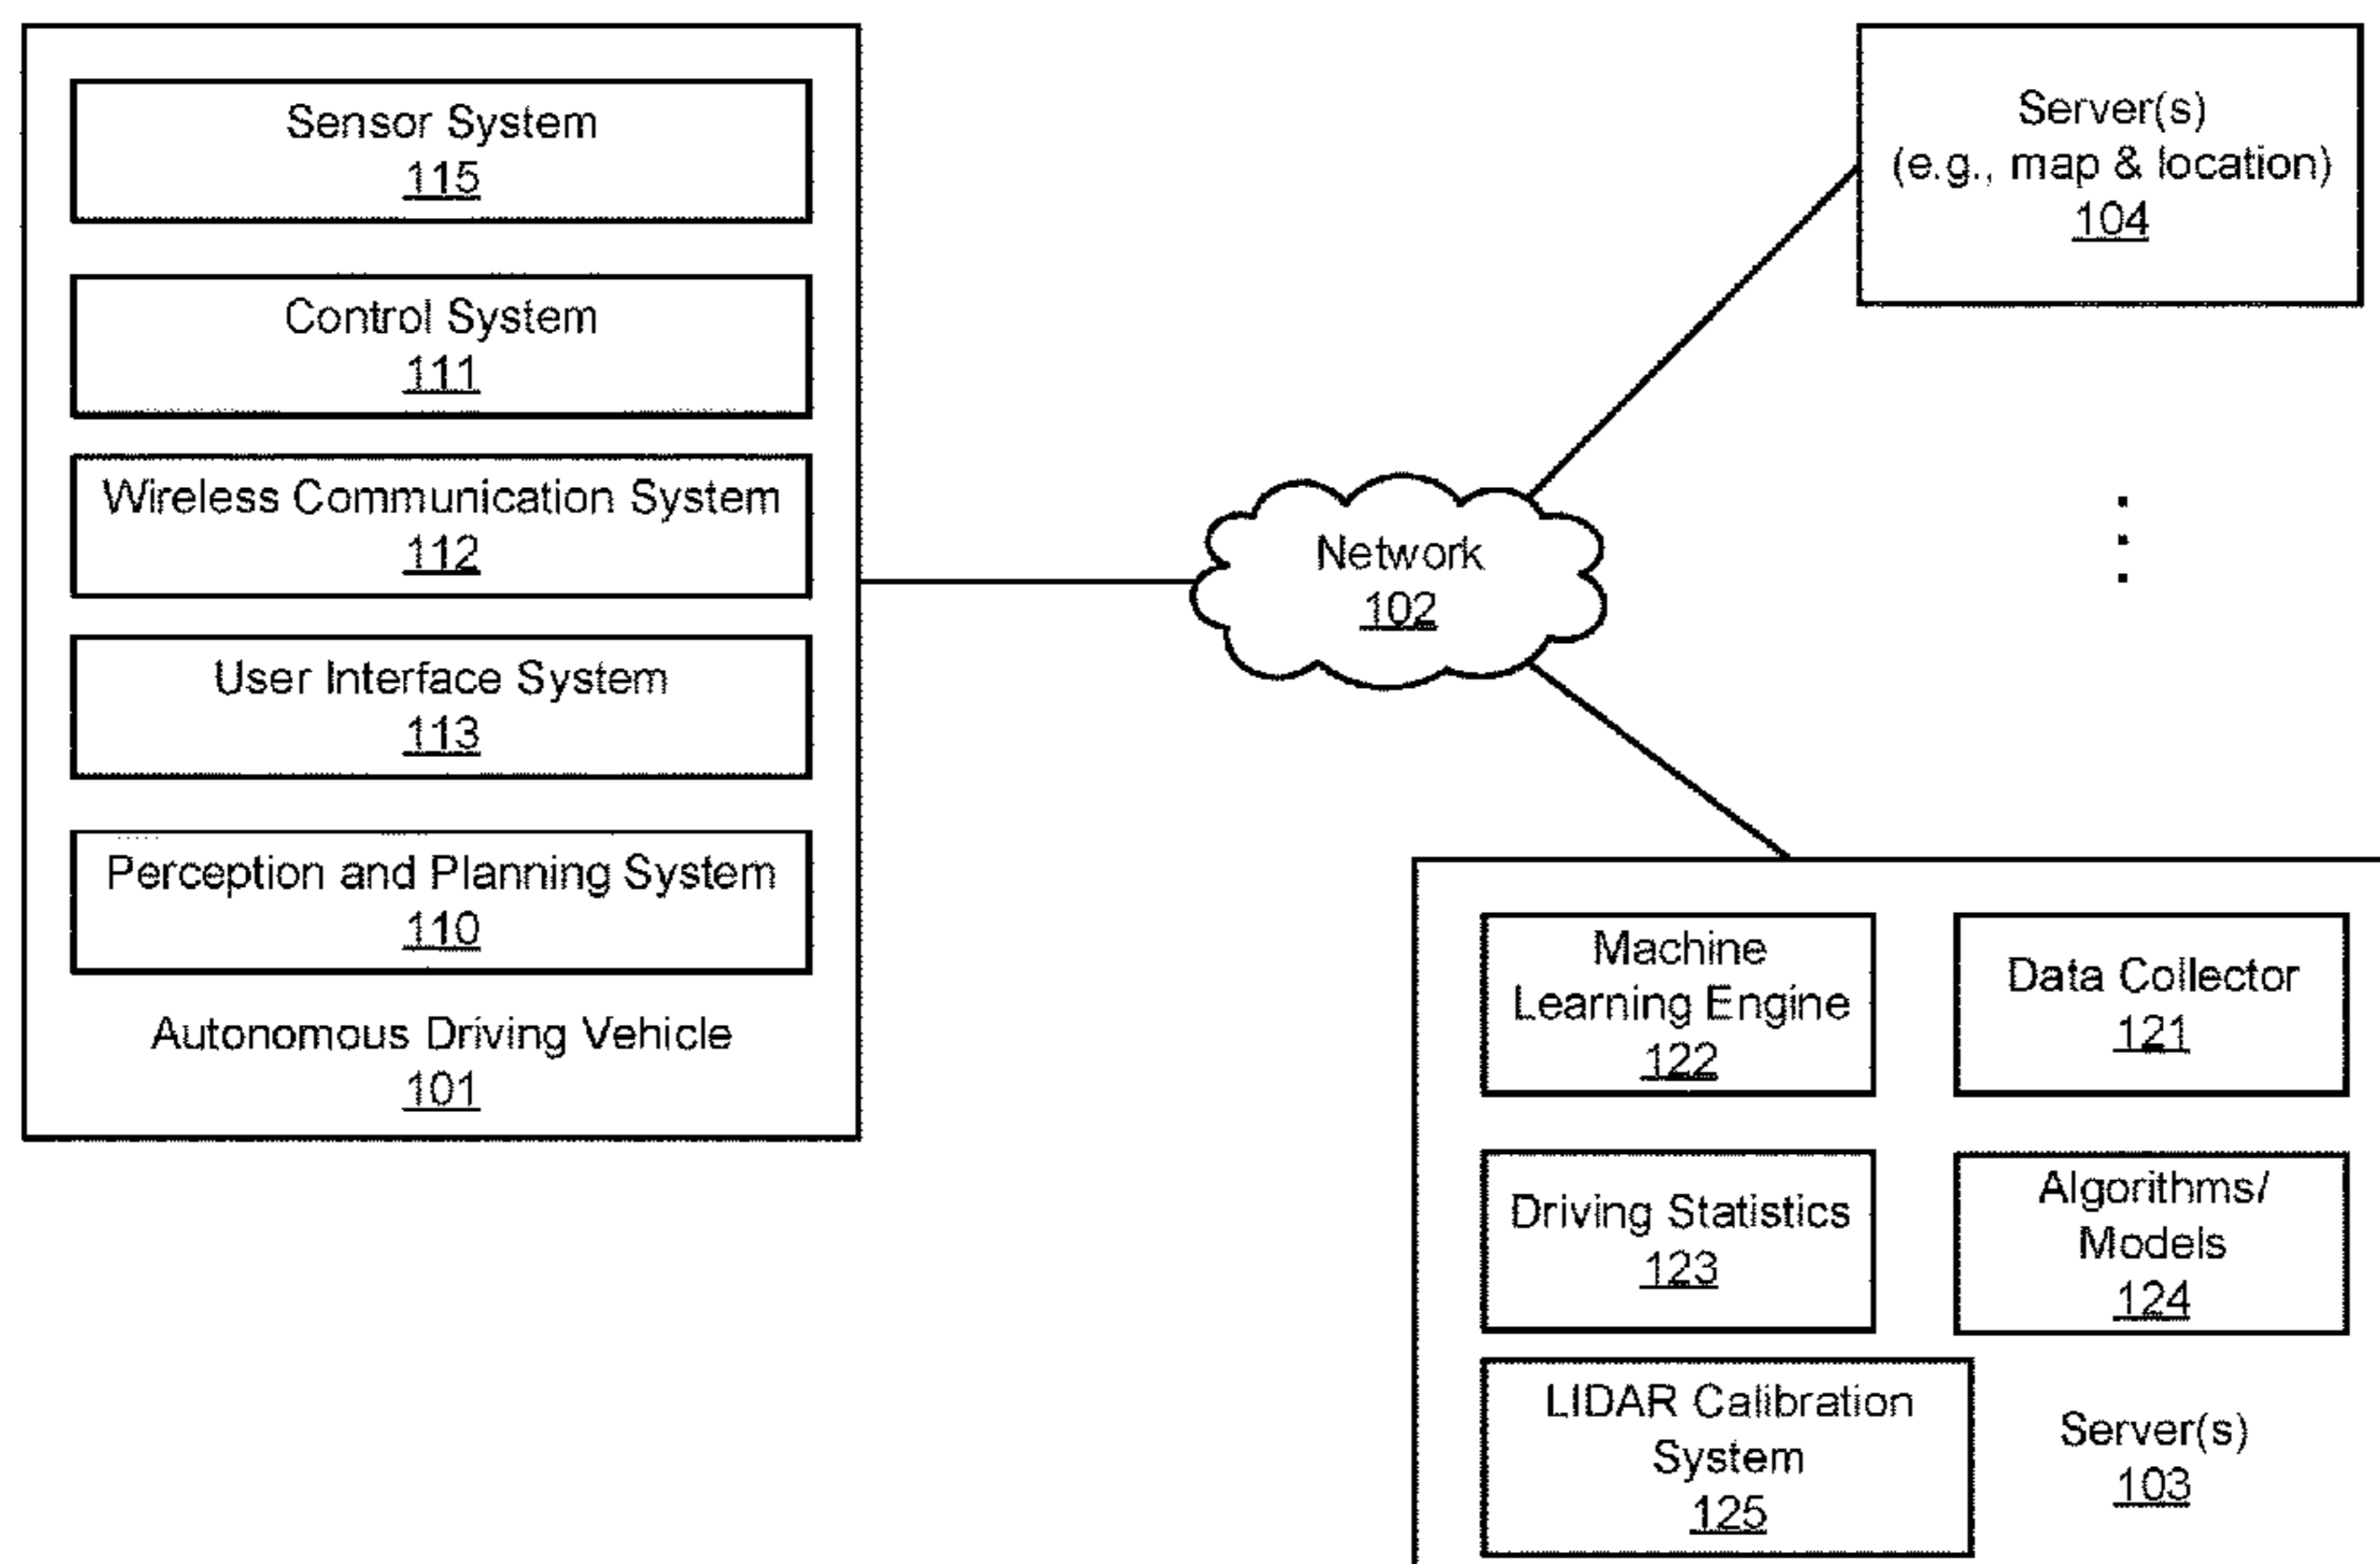 Sensor System
115
Control System
111
Wireless Communication System
112
User Interface System
113
Perception and Planning System
110
Autonomous Driving Vehicle
101
Network
102
Server(s)
(e.g., map & location)
104
Machine
Learning Engine
122
Data Collector
121
Driving Statistics
123
Algorithms/
Models
124
LIDAR Calibration
System
125
Server(s)
103